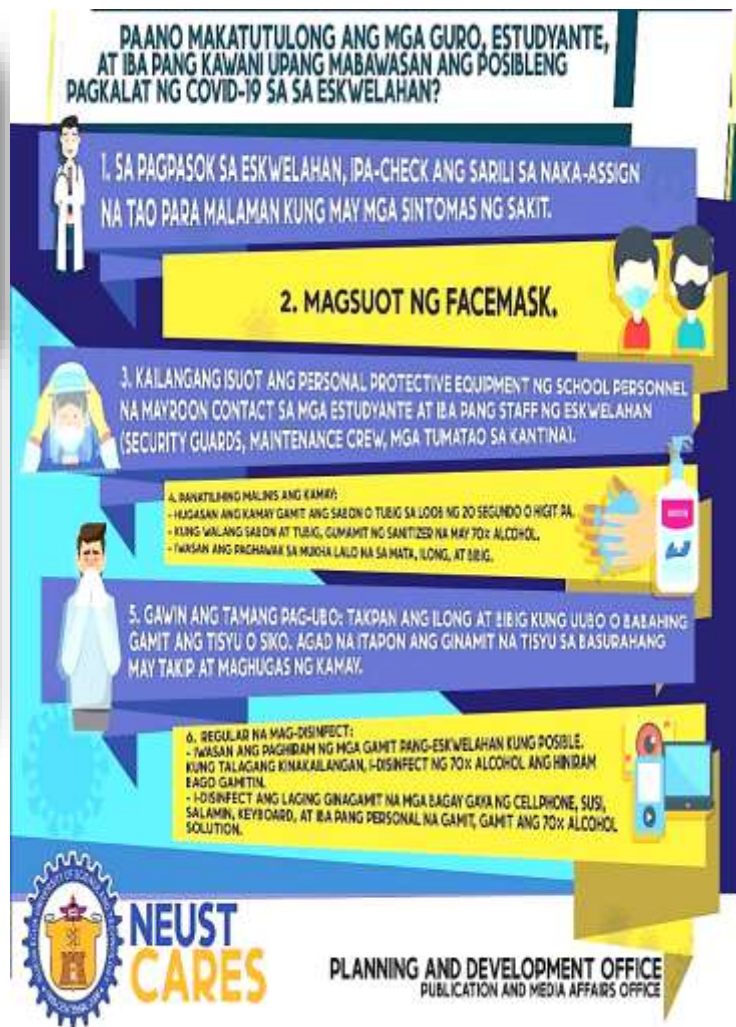 PAANO MAKATUTULONG ANG MGA GURO, ESTUDYANTE,
AT IBA PANG KAWANI UPANG MABAWASAN ANG POSIBLENG
PAGKALAT NG COVID-19 SA SA ESKWELAHAN?
1. SA PAGPASOK SA ESKWELAHAN, IPA-CHECK ANG SARILI SA NAKA-ASSIGN
NA TAO PARA MALAMAN KUNG MAY MGA SINTOMAS NG SAKIT.
2. MAGSUOT NG FACEMASK.
3. KAILANGANG ISUOT ANG PERSONAL PROTECTIVE EQUIPMENT NG SCHOOL PERSONNEL
NA MAYROON CONTACT SA MGA ESTUDYANTE AT IBA PANG STAFF NG ESKWELAHAN
(SECURITY GUARDS, MAINTENANCE CREW, MGA TUMATAO SA KANTINA).
4. PANATILIHING MALINIS ANG KAMAY:
- HUGASAN ANG KAMAY GAMIT ANG SABON O TUBIG SA LOOB NG 20 SEGUNDO O HIGIT PA.
- KUNG WALANG SABON AT TUBIG, GUMAMIT NG SANITIZER NA MAY 70% ALCOHOL.
- IWASAN ANG PAGHAWAK SA MUKHA LALO NA SA MATA, ILONG, AT BIBIG.
5. GAWIN ANG TAMANG PAG-UBO: TAKPAN ANG ILONG AT BIBIG KUNG UUBO O BABAHING
GAMIT ANG TISYU O SIKO. AGAD NA ITAPON ANG GINAMIT NA TISYU SA BASURAHANG
MAY TAKIP AT MAGHUGAS NG KAMAY.
6. REGULAR NA MAG-DISINFECT:
- IWASAN ANG PAGHIRAM NG MGA GAMIT PANG-ESKWELAHAN KUNG POSIBLE.
KUNG TALAGANG KINAKAILANGAN, I-DISINFECT NG 70% ALCOHOL ANG HINIRAM
BAGO GAMITIN.
- I-DISINFECT ANG LAGING GINAGAMIT NA MGA BAGAY GAYA NG CELLPHONE, SUSI,
SALAMIN, KEYBOARD, AT IBA PANG PERSONAL NA GAMIT, GAMIT ANG 70% ALCOHOL
SOLUTION.
NEUST
CARES
PLANNING AND DEVELOPMENT OFFICE
PUBLICATION AND MEDIA AFFAIRS OFFICE